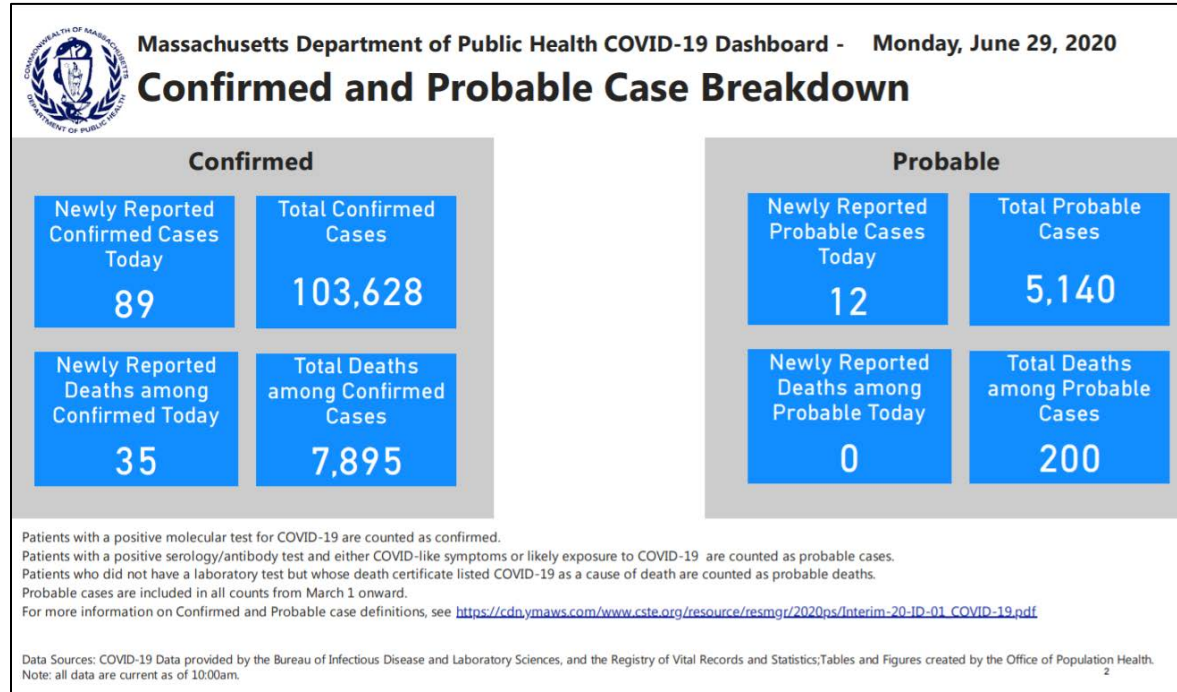 COMMONWEALTH OF MASSACHUSETTS
DEPARTMENT OF PUBLIC HEALTH
Massachusetts Department of Public Health COVID-19 Dashboard - Monday, June 29, 2020
Confirmed and Probable Case Breakdown
Confirmed
Newly Reported
Confirmed Cases
Today
89
Total Confirmed
Cases
103,628
Newly Reported
Deaths among
Confirmed Today
35
Total Deaths
among Confirmed
Cases
7,895
Probable
Newly Reported
Probable Cases
Today
12
Total Probable
Cases
5,140
Newly Reported
Deaths among
Probable Today
0
Total Deaths
among Probable
Cases
200
Patients with a positive molecular test for COVID-19 are counted as confirmed.
Patients with a positive serology/antibody test and either COVID-like symptoms or likely exposure to COVID-19 are counted as probable cases.
Patients who did not have a laboratory test but whose death certificate listed COVID-19 as a cause of death are counted as probable deaths.
Probable cases are included in all counts from March 1 onward.
For more information on Confirmed and Probable case definitions, see https://cdn.ymaws.com/www.cste.org/resource/resmgr/2020ps/Interim-20-ID-01_COVID-19.pdf
Data Sources: COVID-19 Data provided by the Bureau of Infectious Disease and Laboratory Sciences, and the Registry of Vital Records and Statistics;Tables and Figures created by the Office of Population Health.
Note: all data are current as of 10:00am.
2